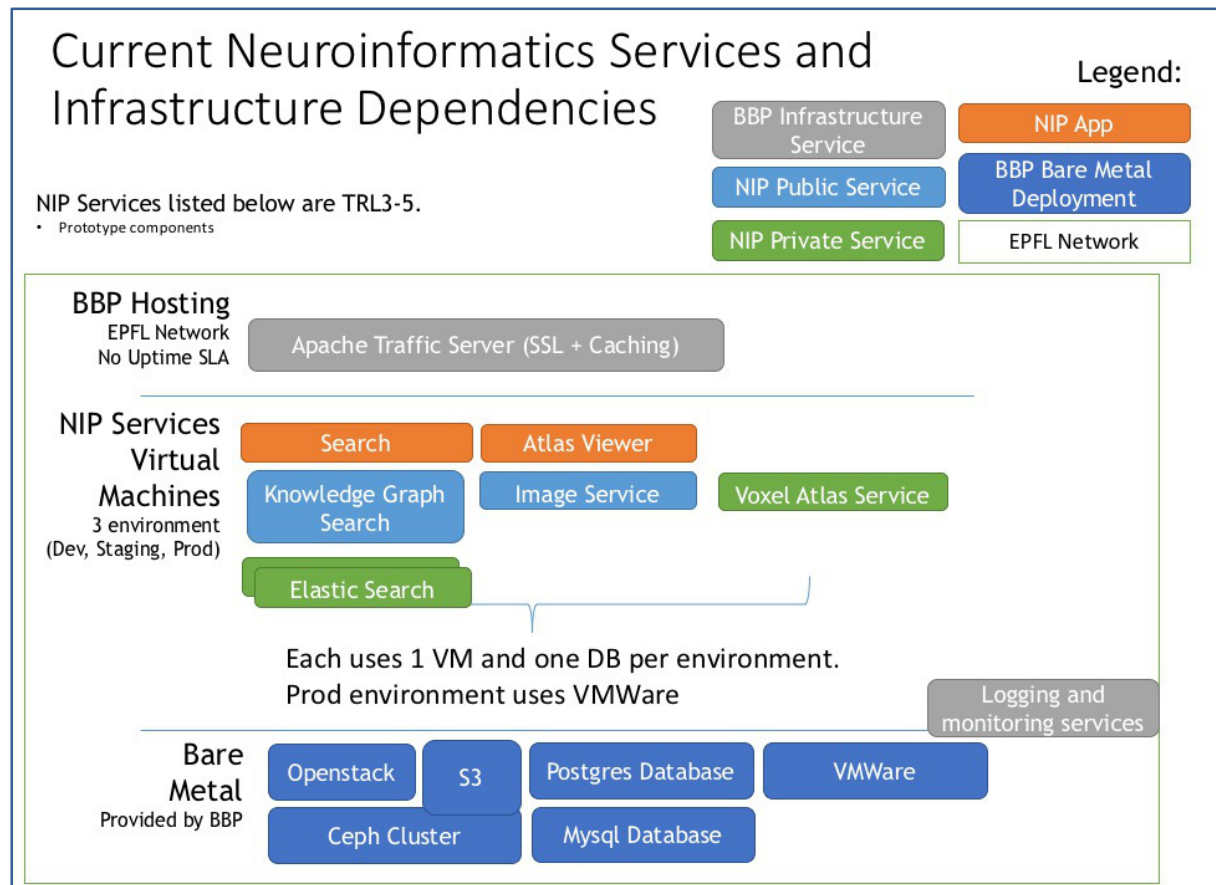 Current Neuroinformatics Services and
Infrastructure Dependencies
Legend:
BBP Infrastructure
Service
NIP App
NIP Public Service
BBP Bare Metal
Deployment
NIP Private Service
EPFL Network
NIP Services listed below are TRL3-5.
• Prototype components
BBP Hosting
EPFL Network
No Uptime SLA
Apache Traffic Server (SSL + Caching)
NIP Services
Virtual
Machines
3 environment
(Dev, Staging, Prod)
Search
Atlas Viewer
Knowledge Graph
Search
Image Service
Voxel Atlas Service
Elastic Search
Each uses 1 VM and one DB per environment.
Prod environment uses VMWare
Logging and
monitoring services
Bare
Metal
Provided by BBP
Openstack
S3
Postgres Database
VMWare
Ceph Cluster
Mysql Database